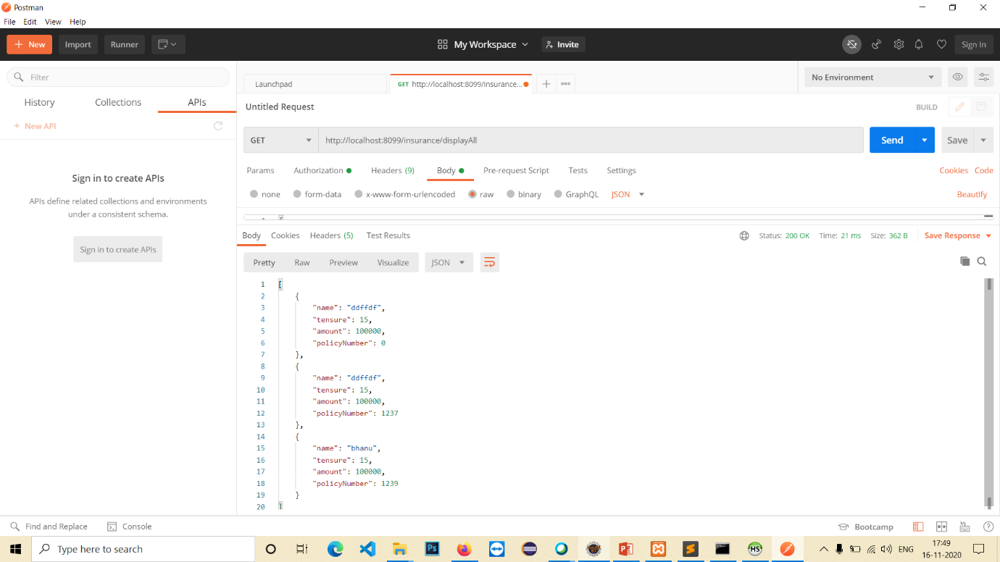 Postman
File Edit View Help
New Import Runner My Workspace Invite Sign In
Filter
History Collections APIs
+ New API
Sign in to create APIs
APIs define related collections and environments
under a consistent schema.
Sign in to create APIs
Launchpad GET http://localhost:8099/insurance... No Environment
Untitled Request BUILD
GET http://localhost:8099/insurance/displayAll Send Save
Params Authorization Headers (9) Body Pre-request Script Tests Settings Cookies Code
none form-data x-www-form-urlencoded raw binary GraphQL JSON Beautify
Body Cookies Headers (5) Test Results Status: 200 OK Time: 21 ms Size: 362 B Save Response
Pretty Raw Preview Visualize JSON
1 [
2 {
3 "name": "ddffdf",
4 "tensure": 15,
5 "amount": 100000,
6 "policyNumber": 0
7 },
8 {
9 "name": "ddffdf",
10 "tensure": 15,
11 "amount": 100000,
12 "policyNumber": 1237
13 },
14 {
15 "name": "bhanu",
16 "tensure": 15,
17 "amount": 100000,
18 "policyNumber": 1239
19 }
20 ]
Find and Replace Console Bootcamp
Type here to search Ps HS ENG 17:49
16-11-2020